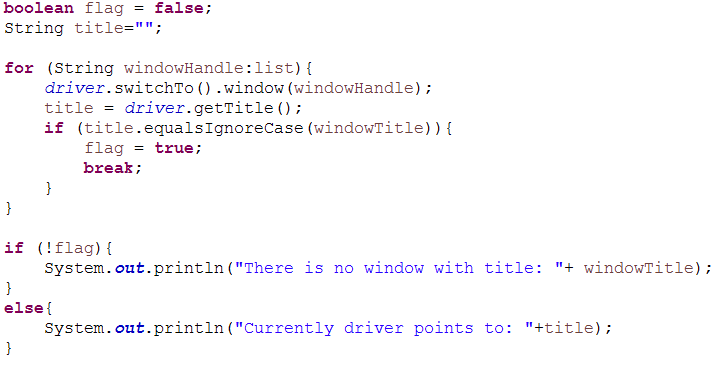 boolean flag = false;
String title="";
for (String windowHandle:list){
driver.switchTo().window(windowHandle);
title = driver.getTitle();
if (title.equalsIgnoreCase(windowTitle)){
flag = true;
break;
}
}
if (!flag){
System.out.println("There is no window with title: "+ windowTitle);
}
else{
System.out.println("Currently driver points to: "+title);
}